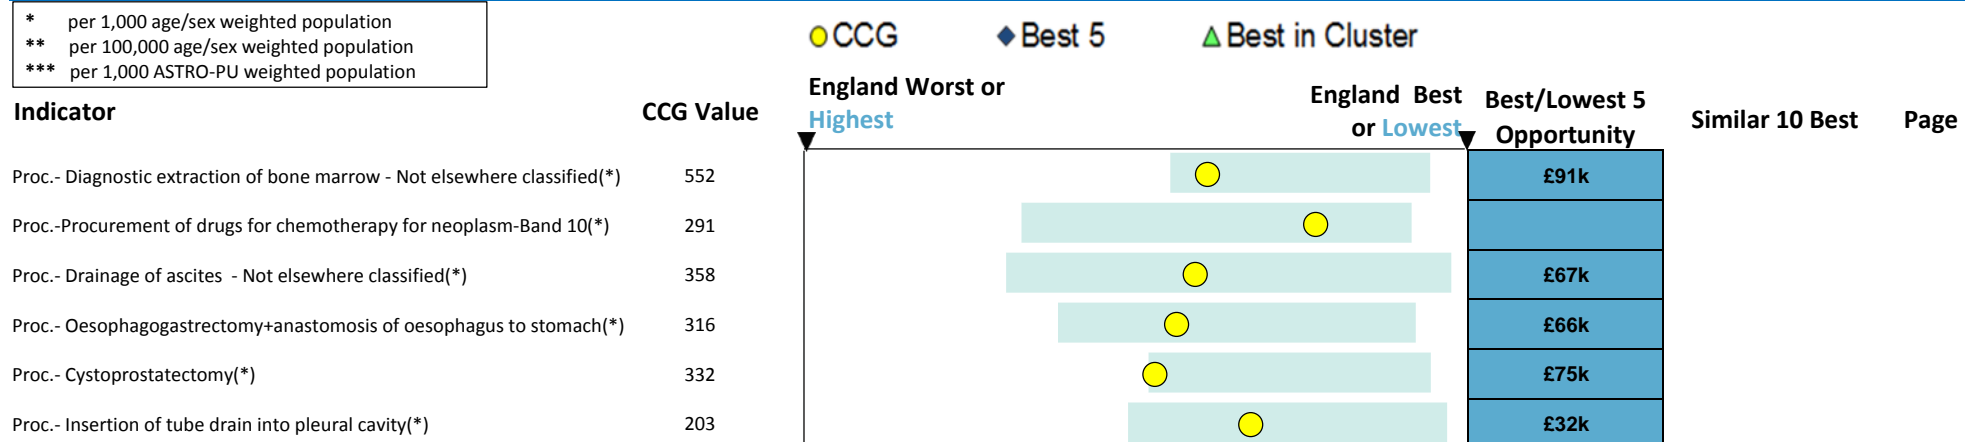 * per 1,000 age/sex weighted population
** per 100,000 age/sex weighted population
*** per 1,000 ASTRO-PU weighted population
CCG Best 5 Best in Cluster
Indicator CCG Value England Worst or Highest England Best or Lowest Best/Lowest 5 Opportunity Similar 10 Best Page
Proc.- Diagnostic extraction of bone marrow - Not elsewhere classified(*) 552 £91k
Proc.-Procurement of drugs for chemotherapy for neoplasm-Band 10(*) 291
Proc.- Drainage of ascites - Not elsewhere classified(*) 358 £67k
Proc.- Oesophagogastrectomy+anastomosis of oesophagus to stomach(*) 316 £66k
Proc.- Cystoprostatectomy(*) 332 £75k
Proc.- Insertion of tube drain into pleural cavity(*) 203 £32k